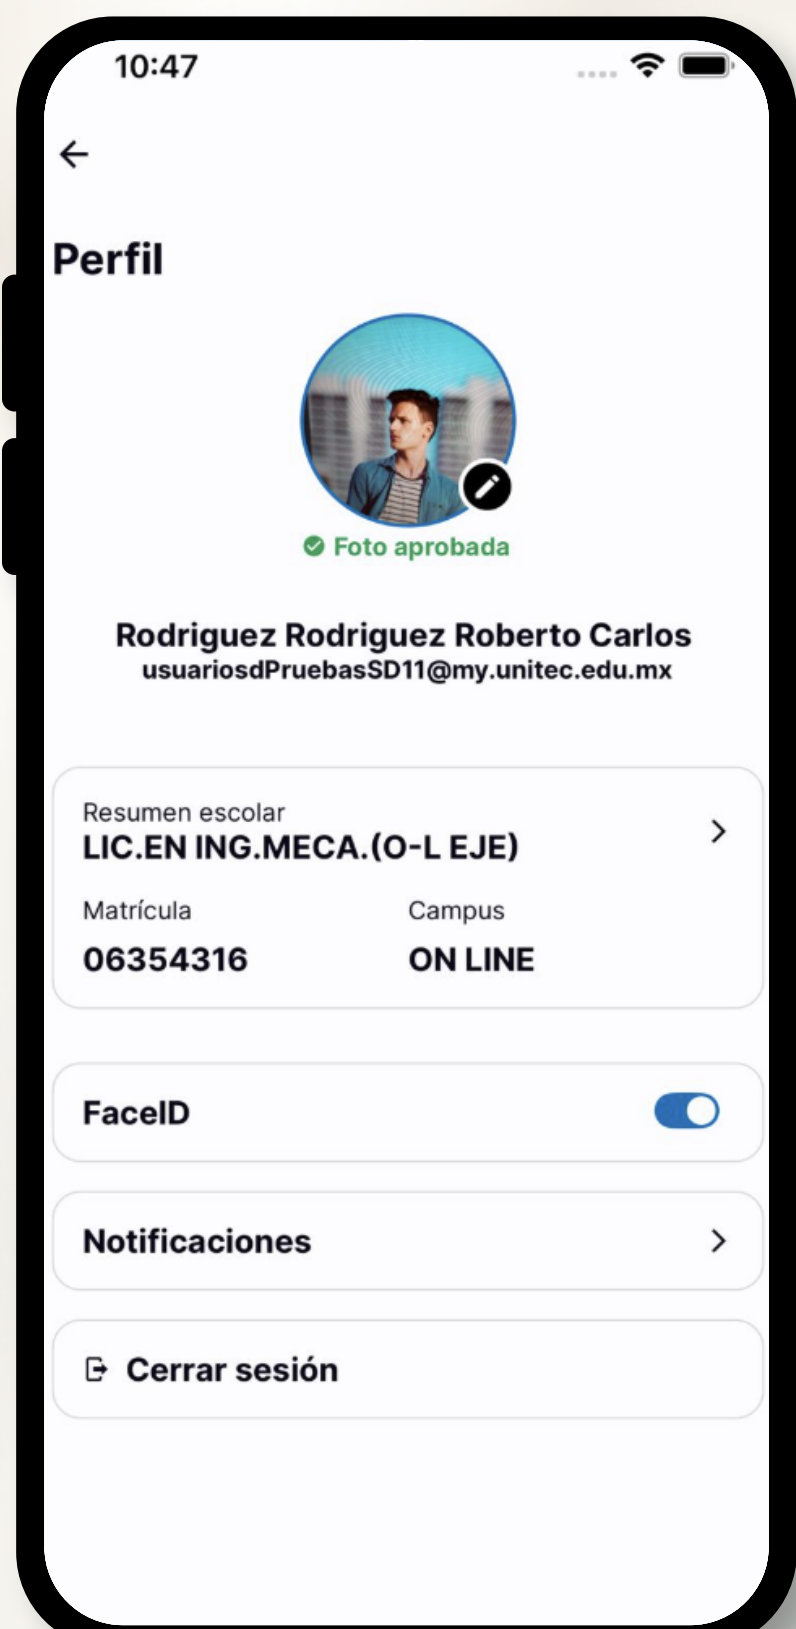 10:47
Perfil
Foto aprobada
Rodriguez Rodriguez Roberto Carlos
usuariosdPruebasSD11@my.unitec.edu.mx
Resumen escolar
LIC.EN ING.MECA.(O-L EJE)
Matrícula Campus
06354316 ON LINE
FaceID
Notificaciones
Cerrar sesión